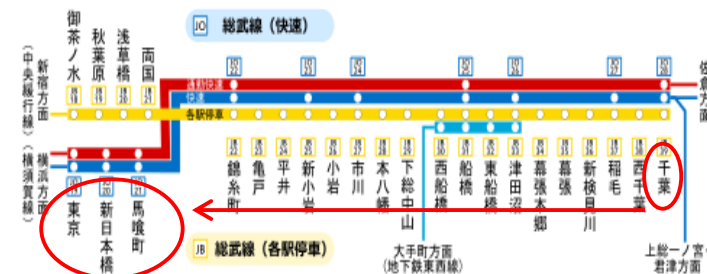 JO 総武線（快速）
御茶ノ水
秋葉原
浅草橋
両国
新宿方面
（中央緩行線）
横浜方面
（横須賀線）
通勤快速
快速
各駅停車
佐倉方面
錦糸町
亀戸
平井
新小岩
小岩
市川
本八幡
下総中山
西船橋
船橋
東船橋
津田沼
幕張本郷
幕張
新検見川
稲毛
西千葉
千葉
東京
新日本橋
馬喰町
JB 総武線（各駅停車）
大手町方面
（地下鉄東西線）
上総一ノ宮・
君津方面